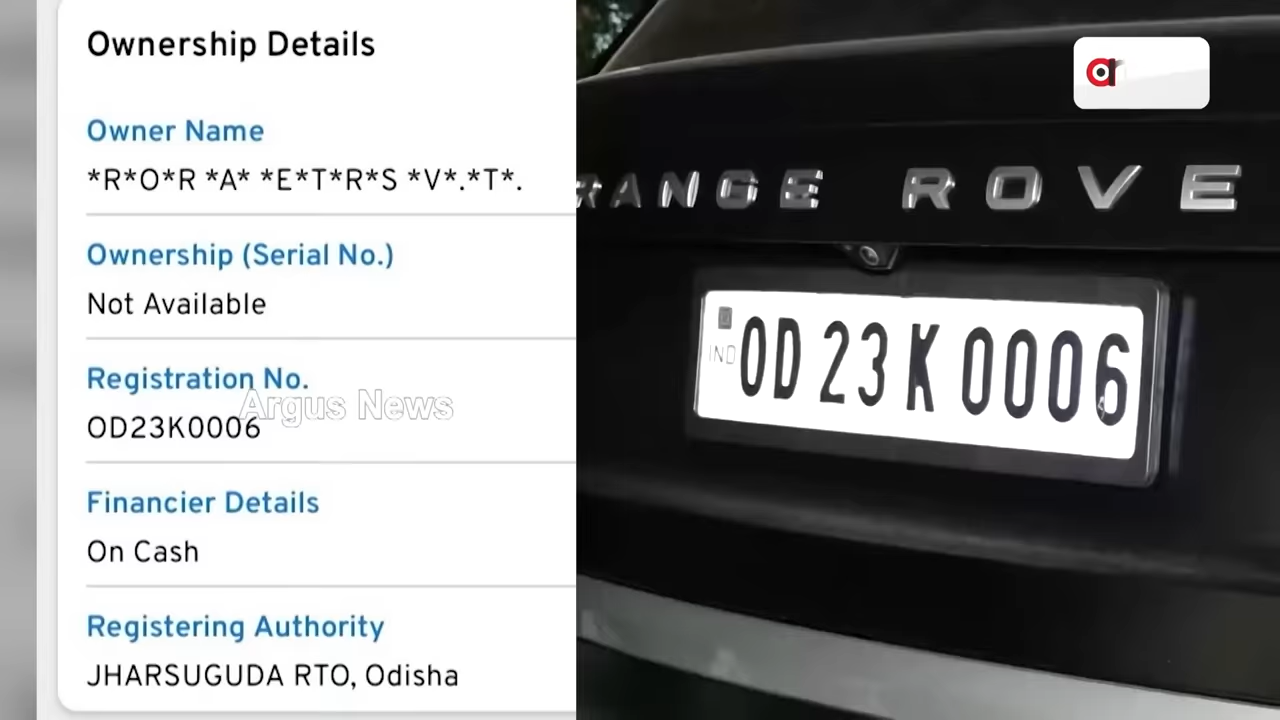 Ownership Details
Owner Name
*R*O*R *A* *E*T*R*S *V*.*T*.
Ownership (Serial No.)
Not Available
Registration No.
OD23K0006
Argus News
Financier Details
On Cash
Registering Authority
JHARSUGUDA RTO, Odisha
RANGE ROVE
IND
OD 23 K 0006